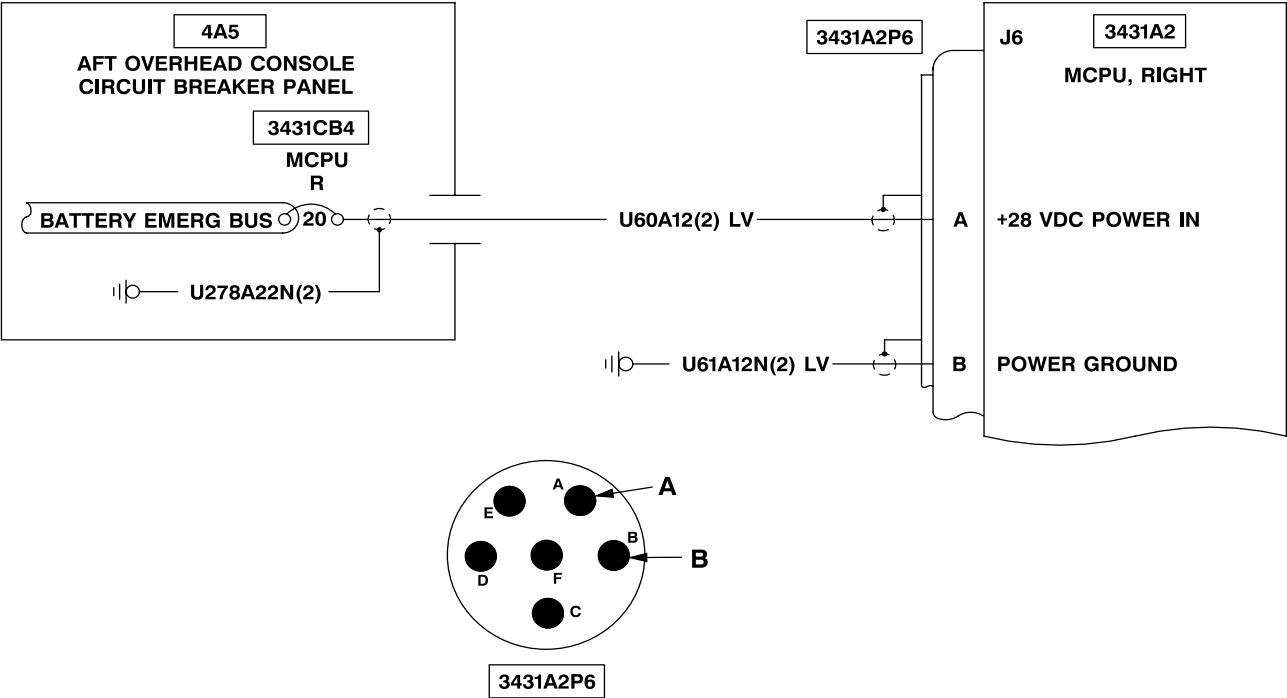 4A5
AFT OVERHEAD CONSOLE
CIRCUIT BREAKER PANEL
3431CB4
MCPU
R
BATTERY EMERG BUS
20
U278A22N(2)
U60A12(2) LV
U61A12N(2) LV
3431A2P6
J6
3431A2
MCPU, RIGHT
A
+28 VDC POWER IN
B
POWER GROUND
A
A
E
B
B
D
F
C
3431A2P6